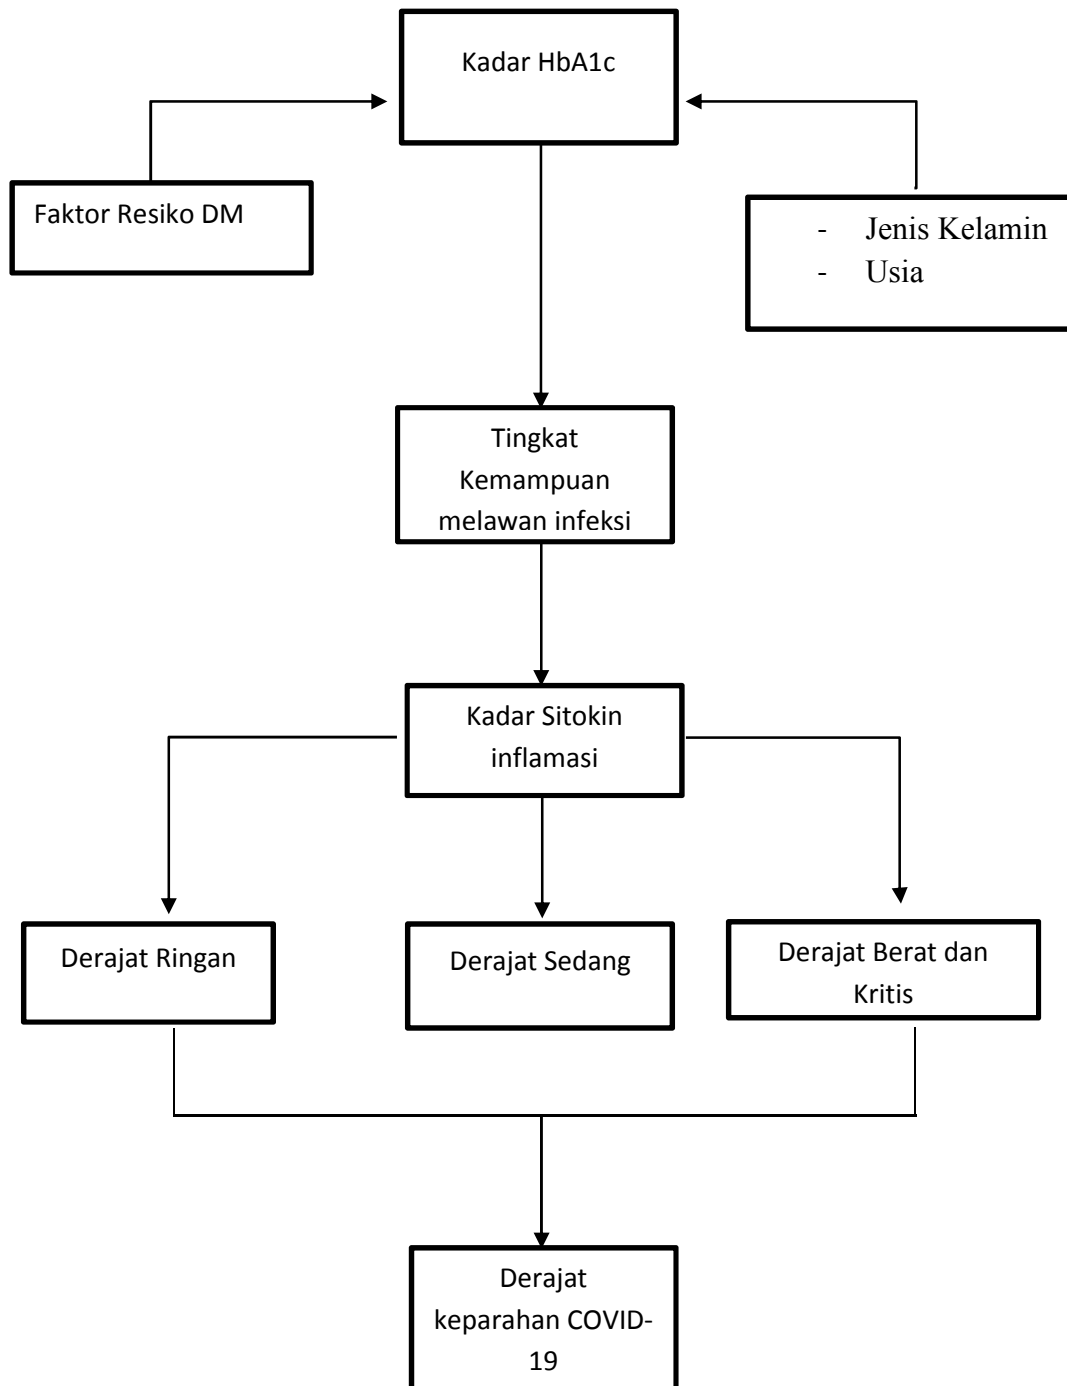 Kadar HbA1c
Faktor Resiko DM
- Jenis Kelamin
- Usia
Tingkat
Kemampuan
melawan infeksi
Kadar Sitokin
inflamasi
Derajat Ringan
Derajat Sedang
Derajat Berat dan
Kritis
Derajat
keparahan COVID-
19